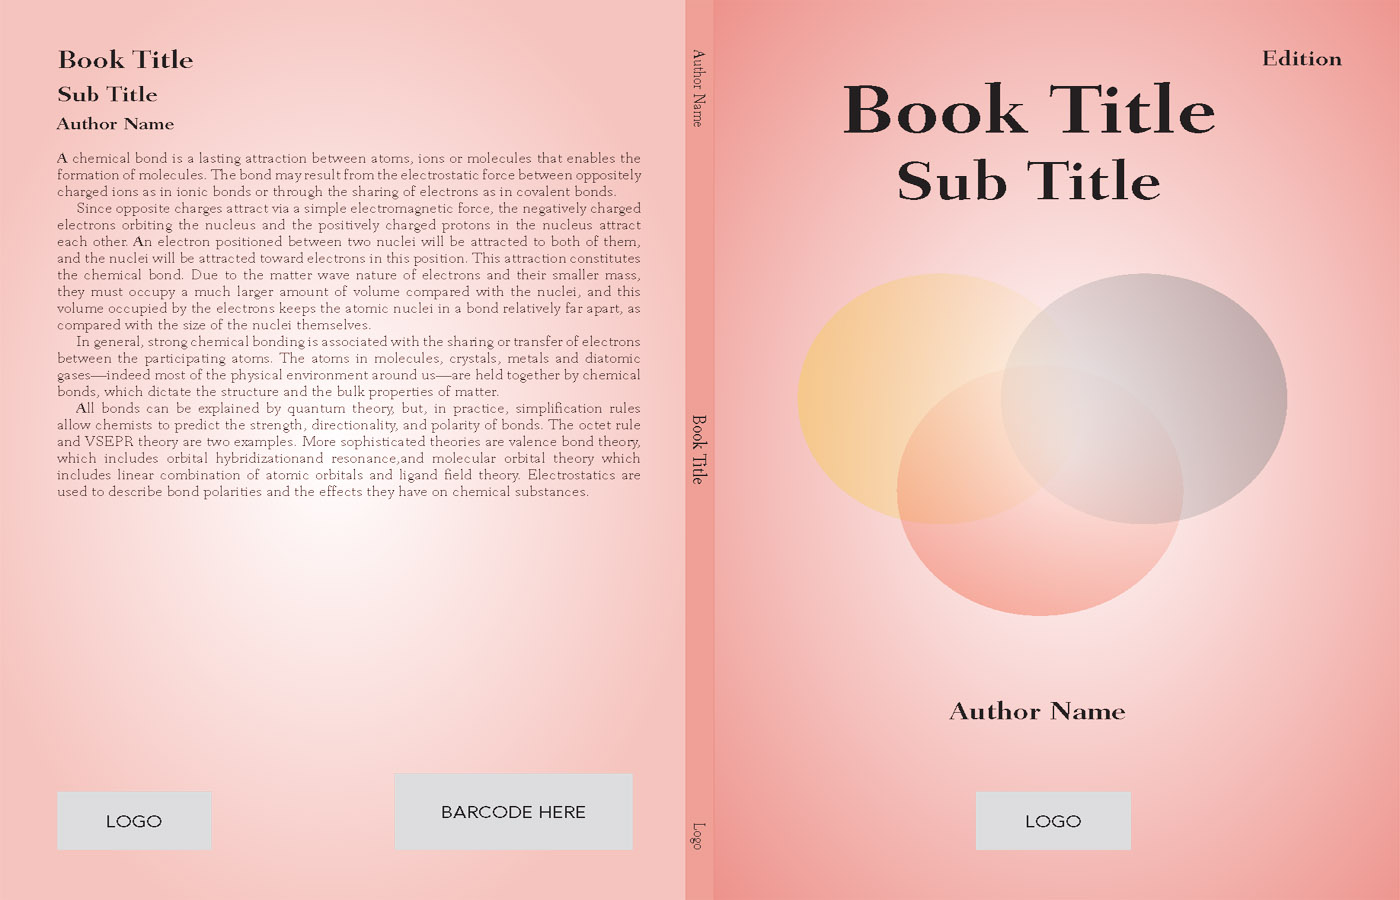 Book Title
Sub Title
Author Name
A chemical bond is a lasting attraction between atoms, ions or molecules that enables the
formation of molecules. The bond may result from the electrostatic force between oppositely
charged ions as in ionic bonds or through the sharing of electrons as in covalent bonds.
Since opposite charges attract via a simple electromagnetic force, the negatively charged
electrons orbiting the nucleus and the positively charged protons in the nucleus attract
each other. An electron positioned between two nuclei will be attracted to both of them,
and the nuclei will be attracted toward electrons in this position. This attraction constitutes
the chemical bond. Due to the matter wave nature of electrons and their smaller mass,
they must occupy a much larger amount of volume compared with the nuclei, and this
volume occupied by the electrons keeps the atomic nuclei in a bond relatively far apart, as
compared with the size of the nuclei themselves.
In general, strong chemical bonding is associated with the sharing or transfer of electrons
between the participating atoms. The atoms in molecules, crystals, metals and diatomic
gases—indeed most of the physical environment around us—are held together by chemical
bonds, which dictate the structure and the bulk properties of matter.
All bonds can be explained by quantum theory, but, in practice, simplification rules
allow chemists to predict the strength, directionality, and polarity of bonds. The octet rule
and VSEPR theory are two examples. More sophisticated theories are valence bond theory,
which includes orbital hybridizationand resonance,and molecular orbital theory which
includes linear combination of atomic orbitals and ligand field theory. Electrostatics are
used to describe bond polarities and the effects they have on chemical substances.
LOGO
BARCODE HERE
Author Name
Book Title
Logo
Edition
Book Title
Sub Title
Author Name
LOGO